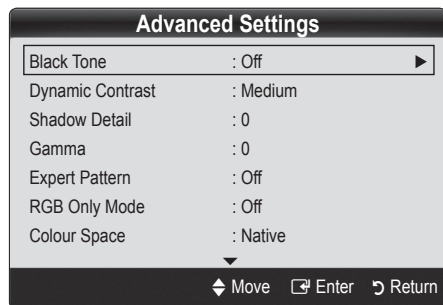 Advanced Settings
Black Tone : Off
Dynamic Contrast : Medium
Shadow Detail : 0
Gamma : 0
Expert Pattern : Off
RGB Only Mode : Off
Colour Space : Native
Move Enter Return